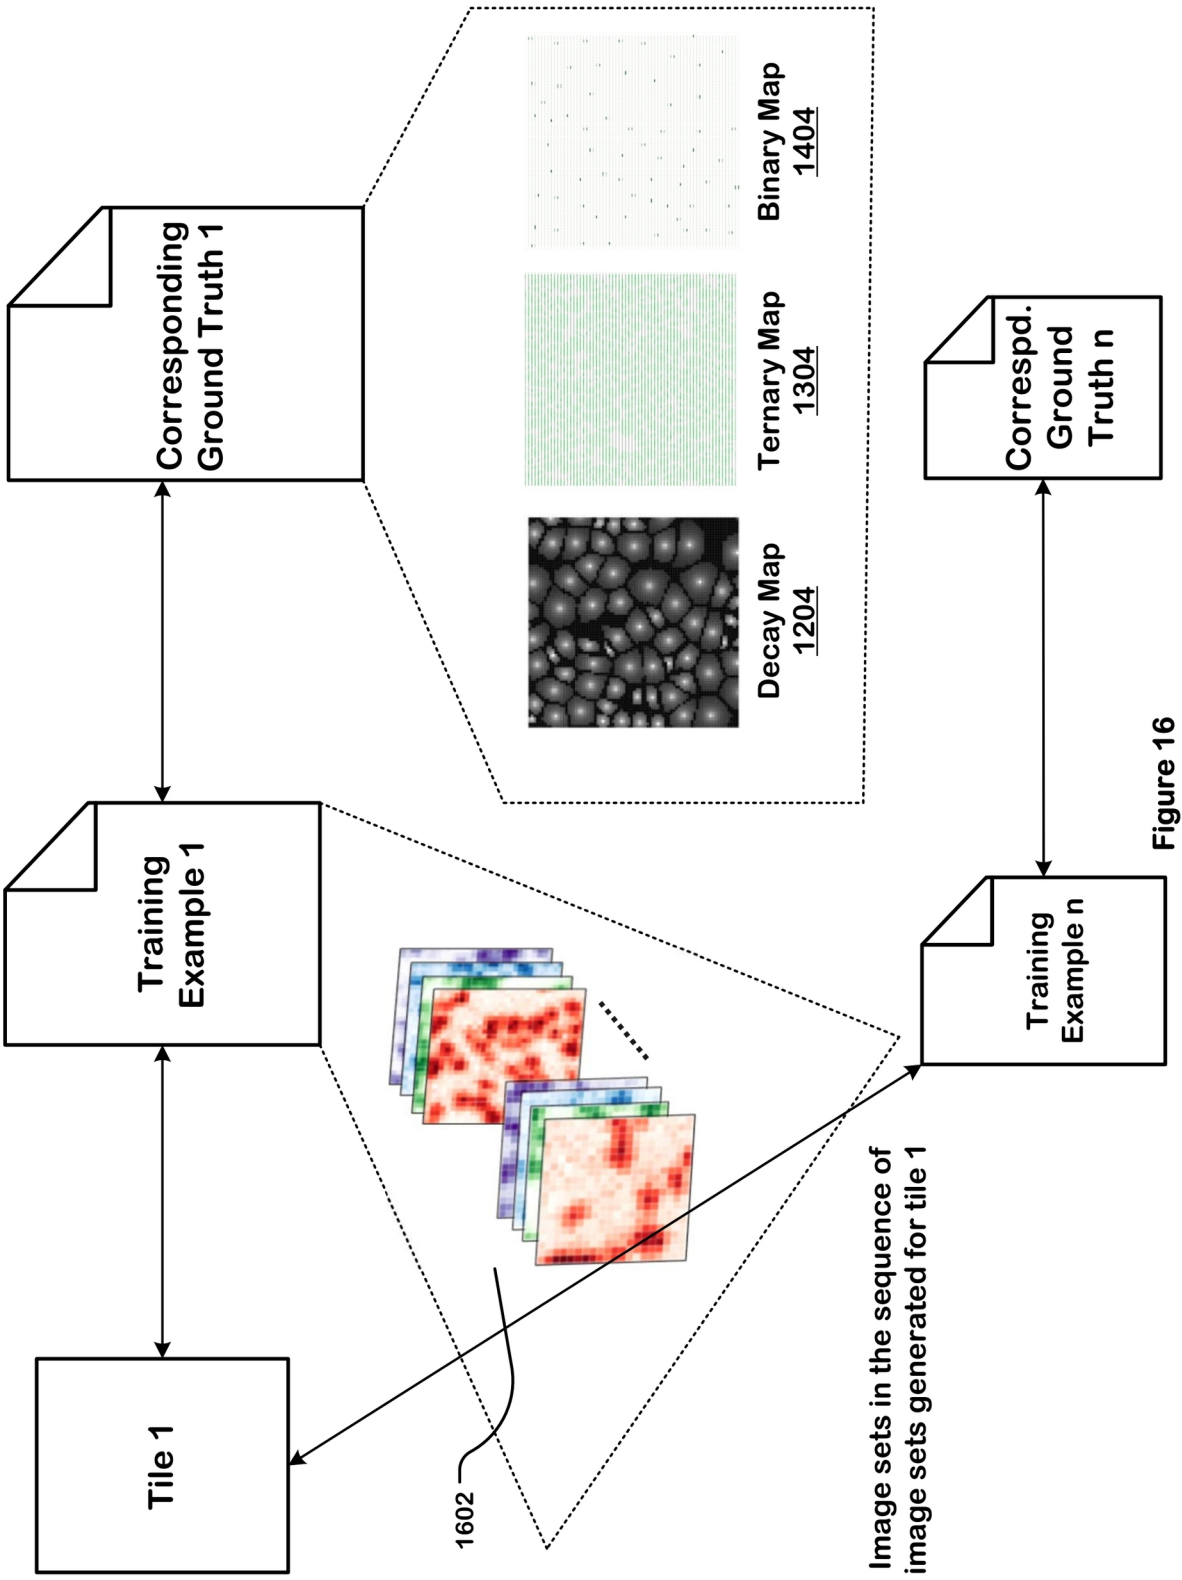 Tile 1
Training
Example 1
Corresponding
Ground Truth 1
1602
Decay Map
1204
Ternary Map
1304
Binary Map
1404
Image sets in the sequence of
image sets generated for tile 1
Training
Example n
Correspd.
Ground
Truth n
Figure 16